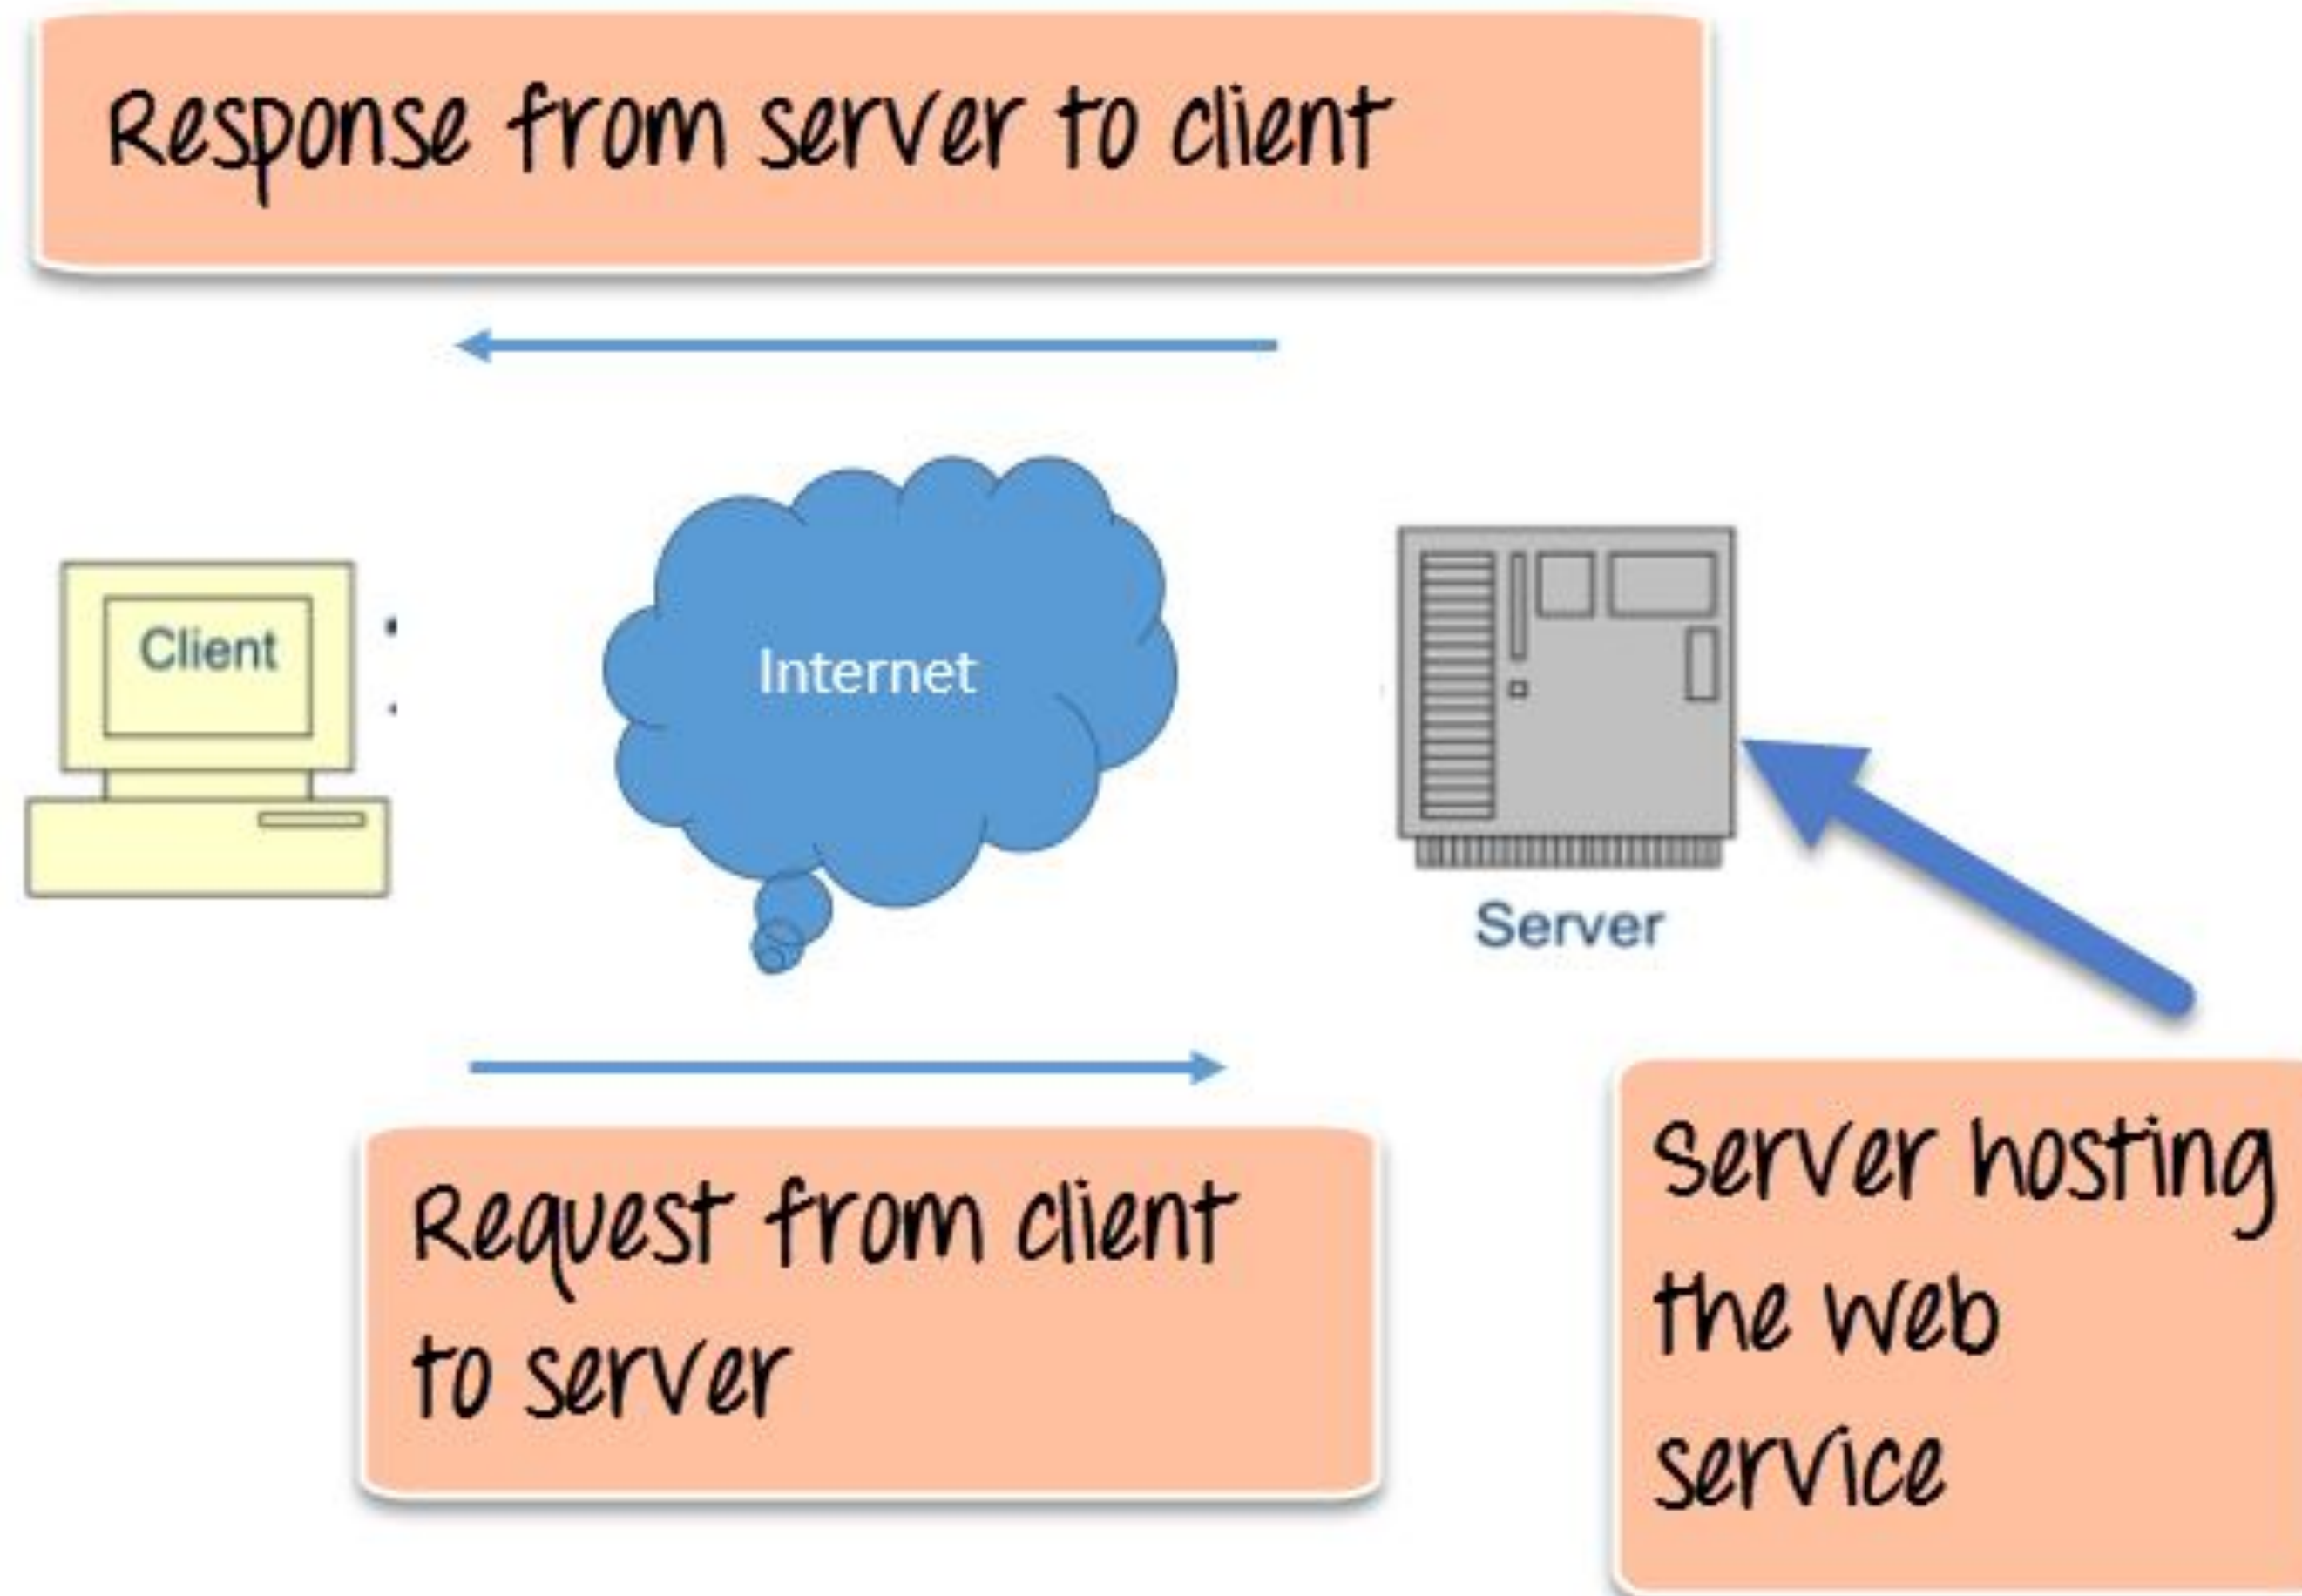 Response from server to client
Client
Internet
Server
Request from client
to server
Server hosting
the web
service